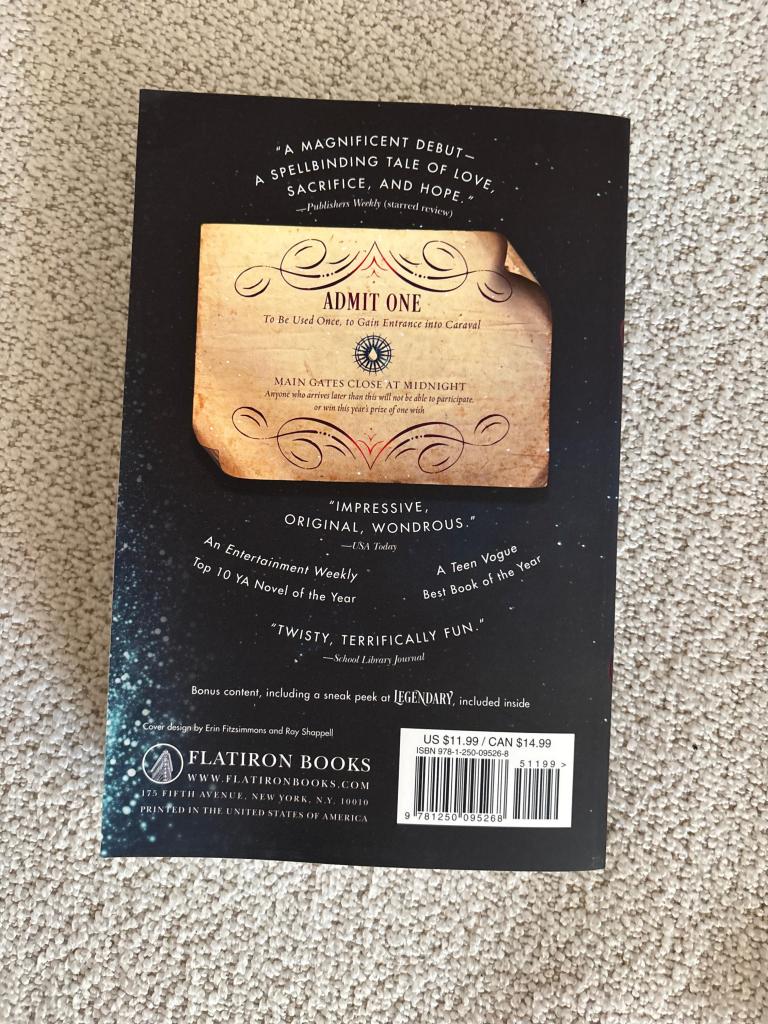 “A MAGNIFICENT DEBUT—
A SPELLBINDING TALE OF LOVE,
SACRIFICE, AND HOPE.”
—Publishers Weekly (starred review)
ADMIT ONE
To Be Used Once, to Gain Entrance into Caraval
MAIN GATES CLOSE AT MIDNIGHT
Anyone who arrives later than this will not be able to participate,
or win this year’s prize of one wish
“IMPRESSIVE,
ORIGINAL, WONDROUS.”
—USA Today
An Entertainment Weekly
Top 10 YA Novel of the Year
A Teen Vogue
Best Book of the Year
“TWISTY, TERRIFICALLY FUN.”
—School Library Journal
Bonus content, including a sneak peek at LEGENDARY, included inside
Cover design by Erin Fitzsimmons and Ray Shappell
FLATIRON BOOKS
WWW.FLATIRONBOOKS.COM
175 FIFTH AVENUE, NEW YORK, N.Y. 10010
PRINTED IN THE UNITED STATES OF AMERICA
US $11.99 / CAN $14.99
ISBN 978-1-250-09526-8
51199 >
9 781250 095268